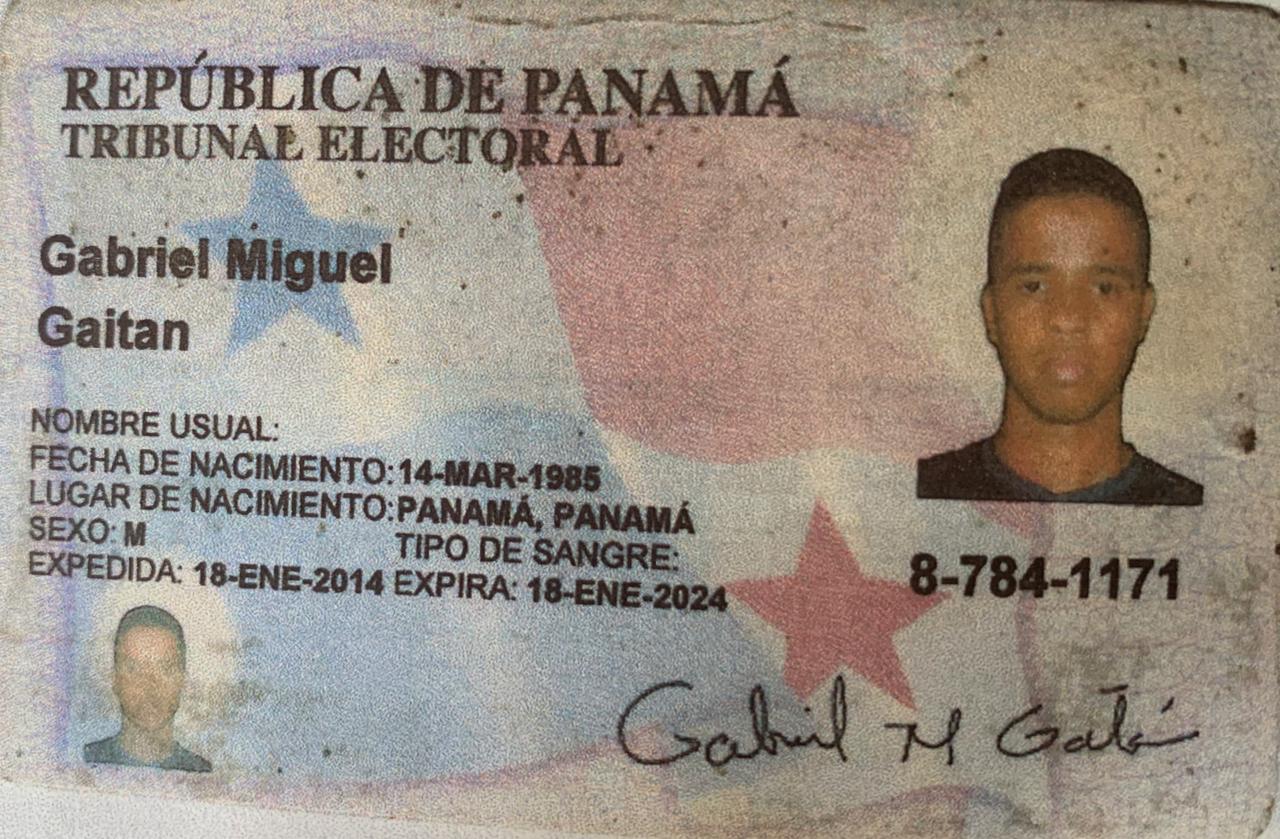 REPÚBLICA DE PANAMÁ
TRIBUNAL ELECTORAL
Gabriel Miguel
Gaitan
NOMBRE USUAL:
FECHA DE NACIMIENTO: 14-MAR-1985
LUGAR DE NACIMIENTO: PANAMÁ, PANAMÁ
SEXO: M TIPO DE SANGRE:
EXPEDIDA: 18-ENE-2014 EXPIRA: 18-ENE-2024
8-784-1171
Gabriel M Gaitán